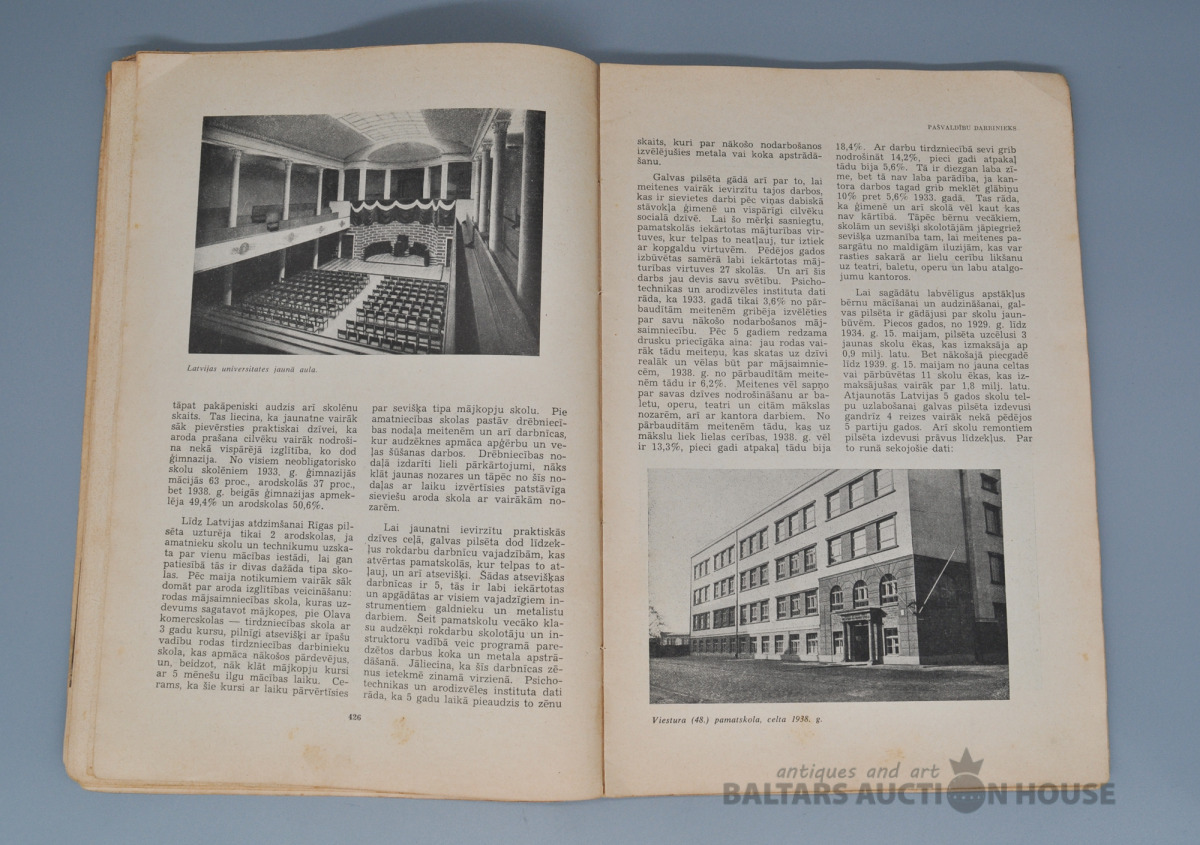 Latvijas universitates jaunā aula.
tāpat pakāpeniski audzis arī skolēnu
skaits. Tas liecina, ka jaunatne vairāk
sāk pievērsties praktiskai dzīvei, ka
aroda prašana cilvēku vairāk nodroši-
na nekā vispārējā izglītība, ko dod
ģimnazija. No visiem neobligatorisko
skolu skolēniem 1933. g. ģimnazijās
mācijās 63 proc., arodskolās 37 proc.,
bet 1938. g. beigās ģimnazijas apmek-
lēja 49,4% un arodskolas 50,6%.
Līdz Latvijas atdzimšanai Rīgas pil-
sēta uzturēja tikai 2 arodskolas, ja
amatnieku skolu un technikumu uzska-
ta par vienu mācības iestādi, lai gan
patiesībā tās ir divas dažāda tipa sko-
las. Pēc maija notikumiem vairāk sāk
domāt par aroda izglītības veicināšanu:
rodas mājsaimniecības skola, kuras uz-
devums sagatavot mājkopes, pie Olava
komercskolas — tirdzniecības skola ar
3 gadu kursu, pilnīgi atsevišķi ar īpašu
vadību rodas tirdzniecības darbinieku
skola, kas apmāca nākošos pārdevējus,
un, beidzot, nāk klāt mājkopju kursi
ar 5 mēnešu ilgu mācības laiku. Ce-
rams, ka šie kursi ar laiku pārvērtīsies
par sevišķa tipa mājkopju skolu. Pie
amatniecības skolas pastāv drēbniecī-
bas nodaļa meitenēm un arī darbnīcas,
kur audzēknes apmāca apģērbu un ve-
ļas šūšanas darbos. Drēbniecības no-
daļā izdarīti lieli pārkārtojumi, nāks
klāt jaunas nozares un tāpēc no šīs no-
daļas ar laiku izvērtīsies patstāvīga
sieviešu aroda skola ar vairākām no-
zarēm.
Lai jaunatni ievirzītu praktiskās
dzīves ceļā, galvas pilsēta dod līdzek-
ļus rokdarbu darbnīcu vajadzībām, kas
atvērtas pamatskolās, kur telpas to at-
ļauj, un arī atsevišķi. Šādas atsevišķas
darbnīcas ir 5, tās ir labi iekārtotas
un apgādātas ar visiem vajadzīgiem in-
strumentiem galdnieku un metalistu
darbiem. Šeit pamatskolu vecāko kla-
su audzēkņi rokdarbu skolotāju un in-
struktoru vadībā veic programā pare-
dzētos darbus koka un metala apstrā-
dāšanā. Jāliecina, ka šīs darbnīcas zē-
nus ietekmē zinamā virzienā. Psicho-
technikas un arodizvēles instituta dati
rāda, ka 5 gadu laikā pieaudzis to zēnu
426
PAŠVALDĪBU DARBINIEKS
skaits, kuri par nākošo nodarbošanos
izvēlējušies metala vai koka apstrādā-
šanu.
Galvas pilsēta gādā arī par to, lai
meitenes vairāk ievirzītu tajos darbos,
kas ir sievietes darbi pēc viņas dabiskā
stāvokļa ģimenē un vispārīgi cilvēku
socialā dzīvē. Lai šo mērķi sasniegtu,
pamatskolās iekārtotas mājturības vir-
tuves, kur telpas to neatļauj, tur iztiek
ar kopgaldu virtuvēm. Pēdējos gados
izbūvētas samērā labi iekārtotas māj-
turības virtuves 27 skolās. Un arī šis
darbs jau devis savu svētību. Psicho-
technikas un arodizvēles instituta dati
rāda, ka 1933. gadā tikai 3,6% no pār-
baudītām meitenēm gribēja izvēlēties
par savu nākošo nodarbošanos māj-
saimniecību. Pēc 5 gadiem redzama
drusku priecīgāka aina: jau rodas vai-
rāk tādu meiteņu, kas skatas uz dzīvi
realāk un vēlas būt par mājsaimnie-
cēm, 1938. g. no pārbaudītām meite-
nēm tādu ir 6,2%. Meitenes vēl sapņo
par savas dzīves nodrošināšanu ar ba-
letu, operu, teatri un citām mākslas
nozarēm, arī ar kantora darbiem. No
pārbaudītām meitenēm tādu, kas uz
mākslu liek lielas cerības, 1938. g. vēl
ir 13,3%, pieci gadi atpakaļ tādu bija
18,4%. Ar darbu tirdzniecībā sevi grib
nodrošināt 14,2%, pieci gadi atpakaļ
tādu bija 5,6%. Tā ir diezgan laba zī-
me, bet tā nav laba parādība, ja kan-
tora darbos tagad grib meklēt glābiņu
10% pret 5,6% 1933. gadā. Tas rāda,
ka ģimenē un arī skolā vēl kaut kas
nav kārtībā. Tāpēc bērnu vecākiem,
skolām un sevišķi skolotājām jāpiegriež
sevišķa uzmanība tam, lai meitenes pa-
sargātu no maldīgām iluzijām, kas var
rasties sakarā ar lielu cerību likšanu
uz teatri, baletu, operu un labu atalgo-
jumu kantoros.
Lai sagādātu labvēlīgus apstākļus
bērnu mācīšanai un audzināšanai, gal-
vas pilsēta ir gādājusi par skolu jaun-
būvēm. Piecos gados, no 1929. g. līdz
1934. g. 15. maijam, pilsēta uzcēlusi 3
jaunas skolu ēkas, kas izmaksāja ap
0,9 milj. latu. Bet nākošajā piecgadē
līdz 1939. g. 15. maijam no jauna celtas
vai pārbūvētas 11 skolu ēkas, kas iz-
maksājušas vairāk par 1,8 milj. latu.
Atjaunotās Latvijas 5 gados skolu tel-
pu uzlabošanai galvas pilsēta izdevusi
gandrīz 4 reizes vairāk nekā pēdējos
5 partiju gados. Arī skolu remontiem
pilsēta izdevusi prāvus līdzekļus. Par
to runā sekojošie dati:
Viestura (48.) pamatskola, celta 1938. g.
antiques and art
BALTARS AUCTION HOUSE